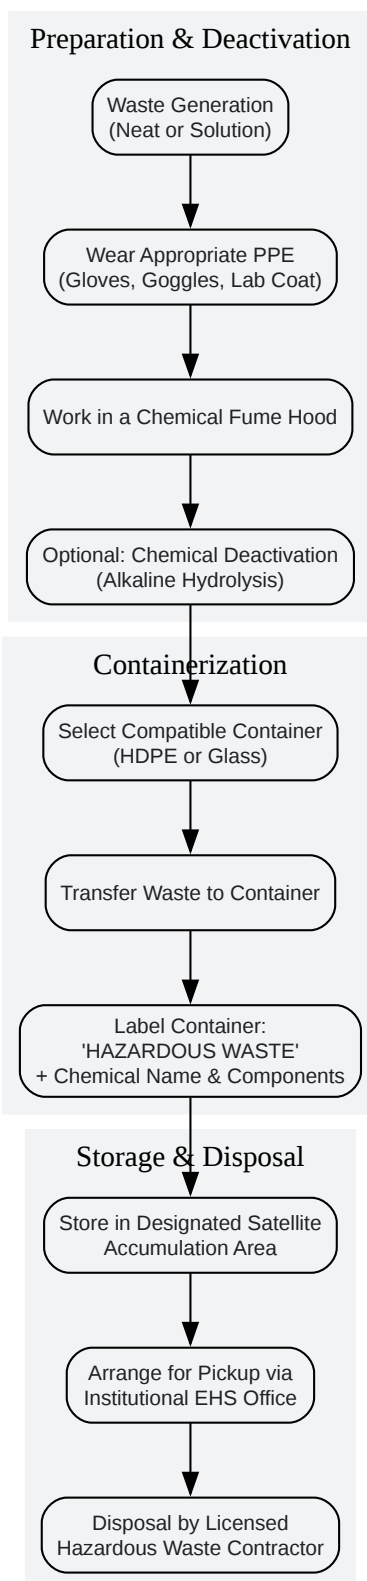 Preparation & Deactivation
Waste Generation
(Neat or Solution)
Wear Appropriate PPE
(Gloves, Goggles, Lab Coat)
Work in a Chemical Fume Hood
Optional: Chemical Deactivation
(Alkaline Hydrolysis)
Containerization
Select Compatible Container
(HDPE or Glass)
Transfer Waste to Container
Label Container:
'HAZARDOUS WASTE'
+ Chemical Name & Components
Storage & Disposal
Store in Designated Satellite
Accumulation Area
Arrange for Pickup via
Institutional EHS Office
Disposal by Licensed
Hazardous Waste Contractor